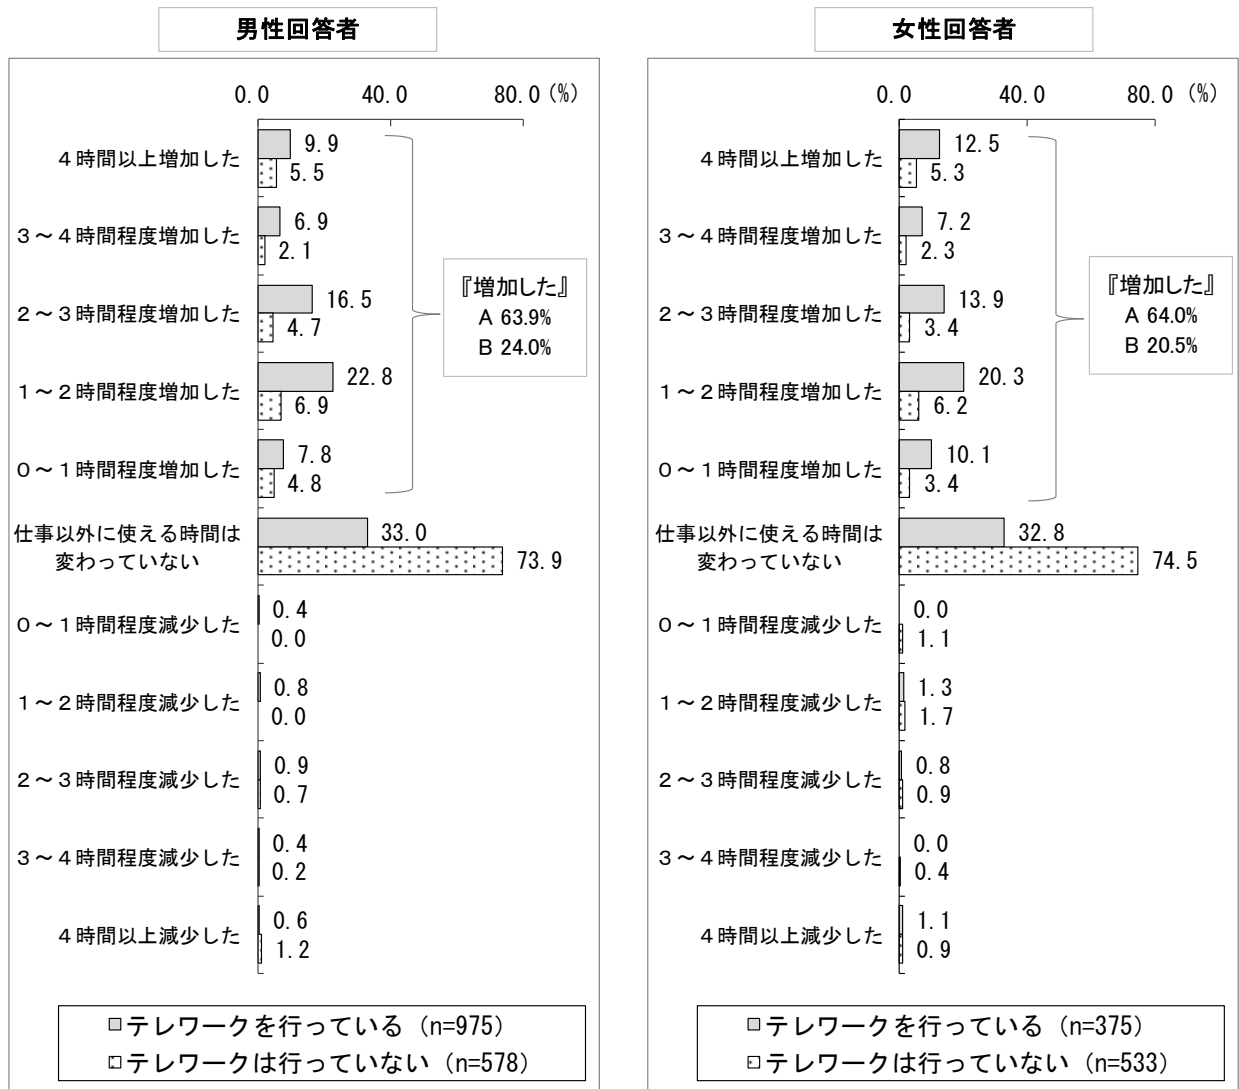 男性回答者
0.0 40.0 80.0 (%)
4時間以上増加した 9.9
5.5
3～4時間程度増加した 6.9
2.1
2～3時間程度増加した 16.5
4.7
1～2時間程度増加した 22.8
6.9
0～1時間程度増加した 7.8
4.8
『増加した』
A 63.9%
B 24.0%
仕事以外に使える時間は
変わっていない
33.0
73.9
0～1時間程度減少した 0.4
0.0
1～2時間程度減少した 0.8
0.0
2～3時間程度減少した 0.9
0.7
3～4時間程度減少した 0.4
0.2
4時間以上減少した 0.6
1.2
テレワークを行っている (n=975)
テレワークは行っていない (n=578)
女性回答者
0.0 40.0 80.0 (%)
4時間以上増加した 12.5
5.3
3～4時間程度増加した 7.2
2.3
2～3時間程度増加した 13.9
3.4
1～2時間程度増加した 20.3
6.2
0～1時間程度増加した 10.1
3.4
『増加した』
A 64.0%
B 20.5%
仕事以外に使える時間は
変わっていない
32.8
74.5
0～1時間程度減少した 0.0
1.1
1～2時間程度減少した 1.3
1.7
2～3時間程度減少した 0.8
0.9
3～4時間程度減少した 0.0
0.4
4時間以上減少した 1.1
0.9
テレワークを行っている (n=375)
テレワークは行っていない (n=533)